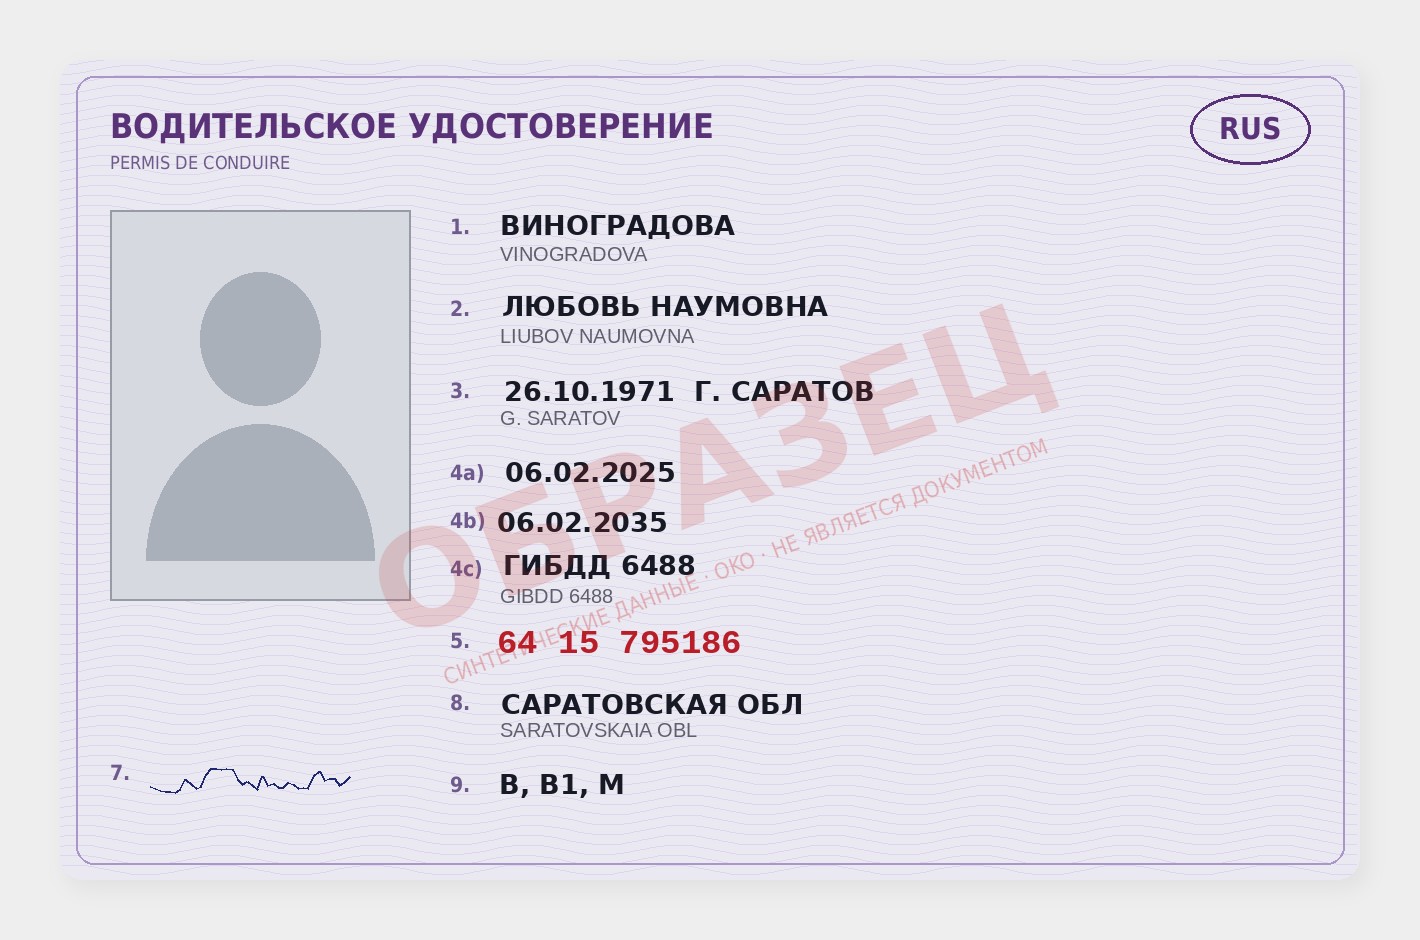 ВОДИТЕЛЬСКОЕ УДОСТОВЕРЕНИЕ
PERMIS DE CONDUIRE
RUS
1. ВИНОГРАДОВА
VINOGRADOVA
2. ЛЮБОВЬ НАУМОВНА
LIUBOV NAUMOVNA
3. 26.10.1971 Г. САРАТОВ
G. SARATOV
4a) 06.02.2025
4b) 06.02.2035
4c) ГИБДД 6488
GIBDD 6488
5. 64 15 795186
8. САРАТОВСКАЯ ОБЛ
SARATOVSKAIA OBL
7.
9. B, B1, M
ОБРАЗЕЦ
СИНТЕТИЧЕСКИЕ ДАННЫЕ · ОКО · НЕ ЯВЛЯЕТСЯ ДОКУМЕНТОМ